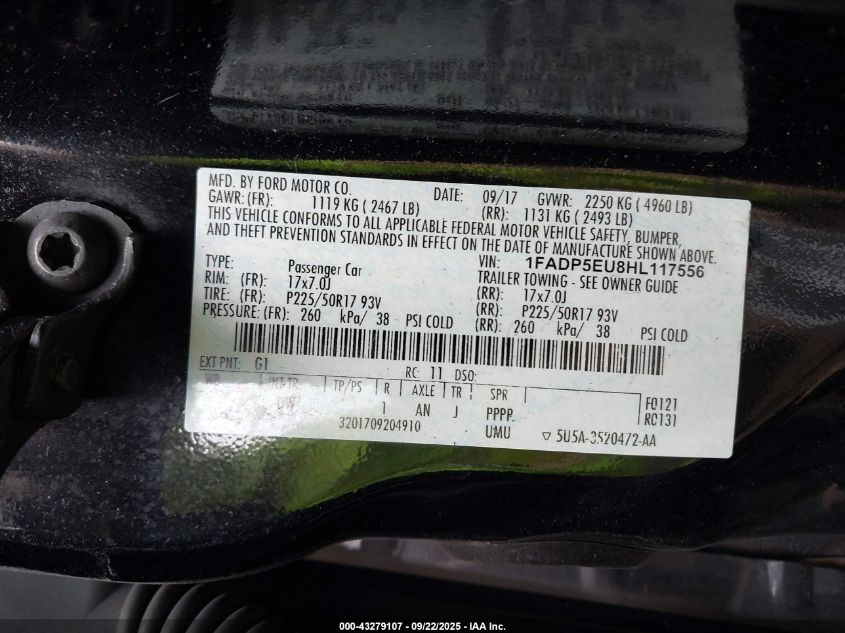 MFD. BY FORD MOTOR CO. DATE: 09/17 GVWR: 2250 KG ( 4960 LB)
GAWR: (FR): 1119 KG ( 2467 LB) (RR): 1131 KG ( 2493 LB)
THIS VEHICLE CONFORMS TO ALL APPLICABLE FEDERAL MOTOR VEHICLE SAFETY, BUMPER,
AND THEFT PREVENTION STANDARDS IN EFFECT ON THE DATE OF MANUFACTURE SHOWN ABOVE.
VIN: 1FADP5EU8HL117556
TYPE: Passenger Car TRAILER TOWING - SEE OWNER GUIDE
RIM: (FR): 17x7.0J (RR): 17x7.0J
TIRE: (FR): P225/50R17 93V (RR): P225/50R17 93V
PRESSURE: (FR): 260 kPa/ 38 PSI COLD (RR): 260 kPa/ 38 PSI COLD
EXT PNT: G1 RC: 11 DSO:
WB INT TR TP/PS R AXLE TR SPR
DW 1 AN J PPPP F0121
3201709204910 UMU RC131
▽ 5U5A-3520472-AA
000-43279107 - 09/22/2025 - IAA Inc.